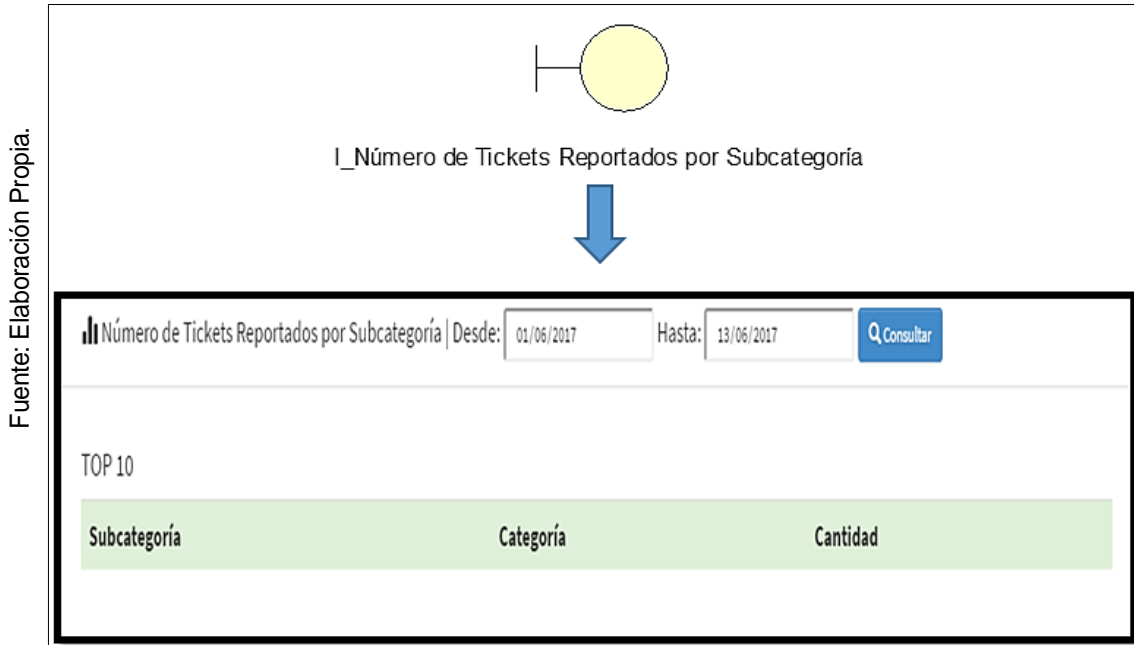 Fuente: Elaboración Propia.
I_Número de Tickets Reportados por Subcategoría
Número de Tickets Reportados por Subcategoría | Desde: 01/06/2017 Hasta: 13/06/2017 Consultar
TOP 10
Subcategoría Categoría Cantidad